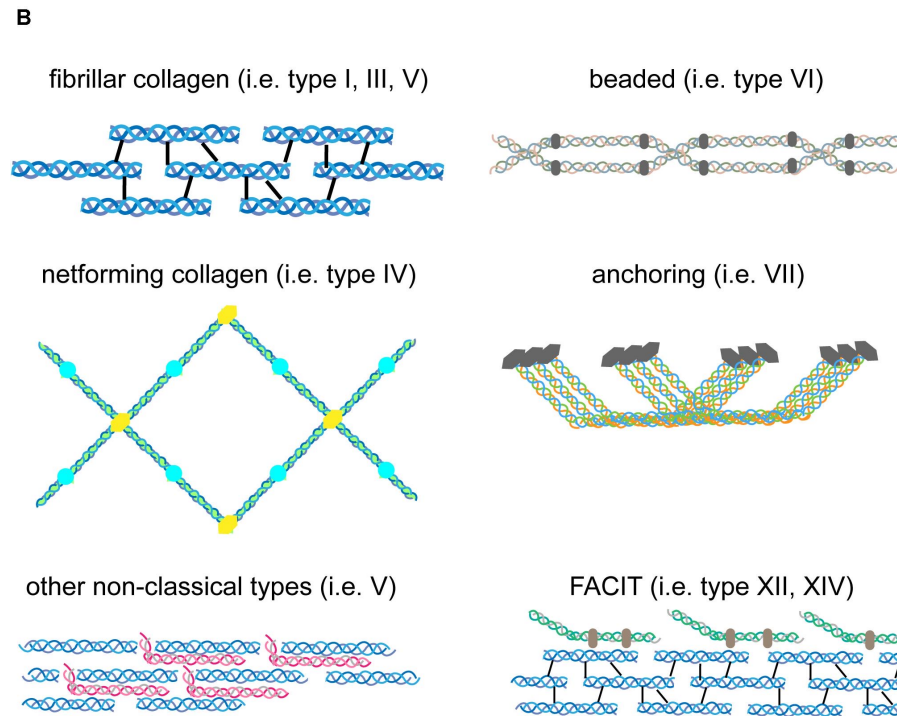 B
fibrillar collagen (i.e. type I, III, V)
beaded (i.e. type VI)
netforming collagen (i.e. type IV)
anchoring (i.e. VII)
other non-classical types (i.e. V)
FACIT (i.e. type XII, XIV)